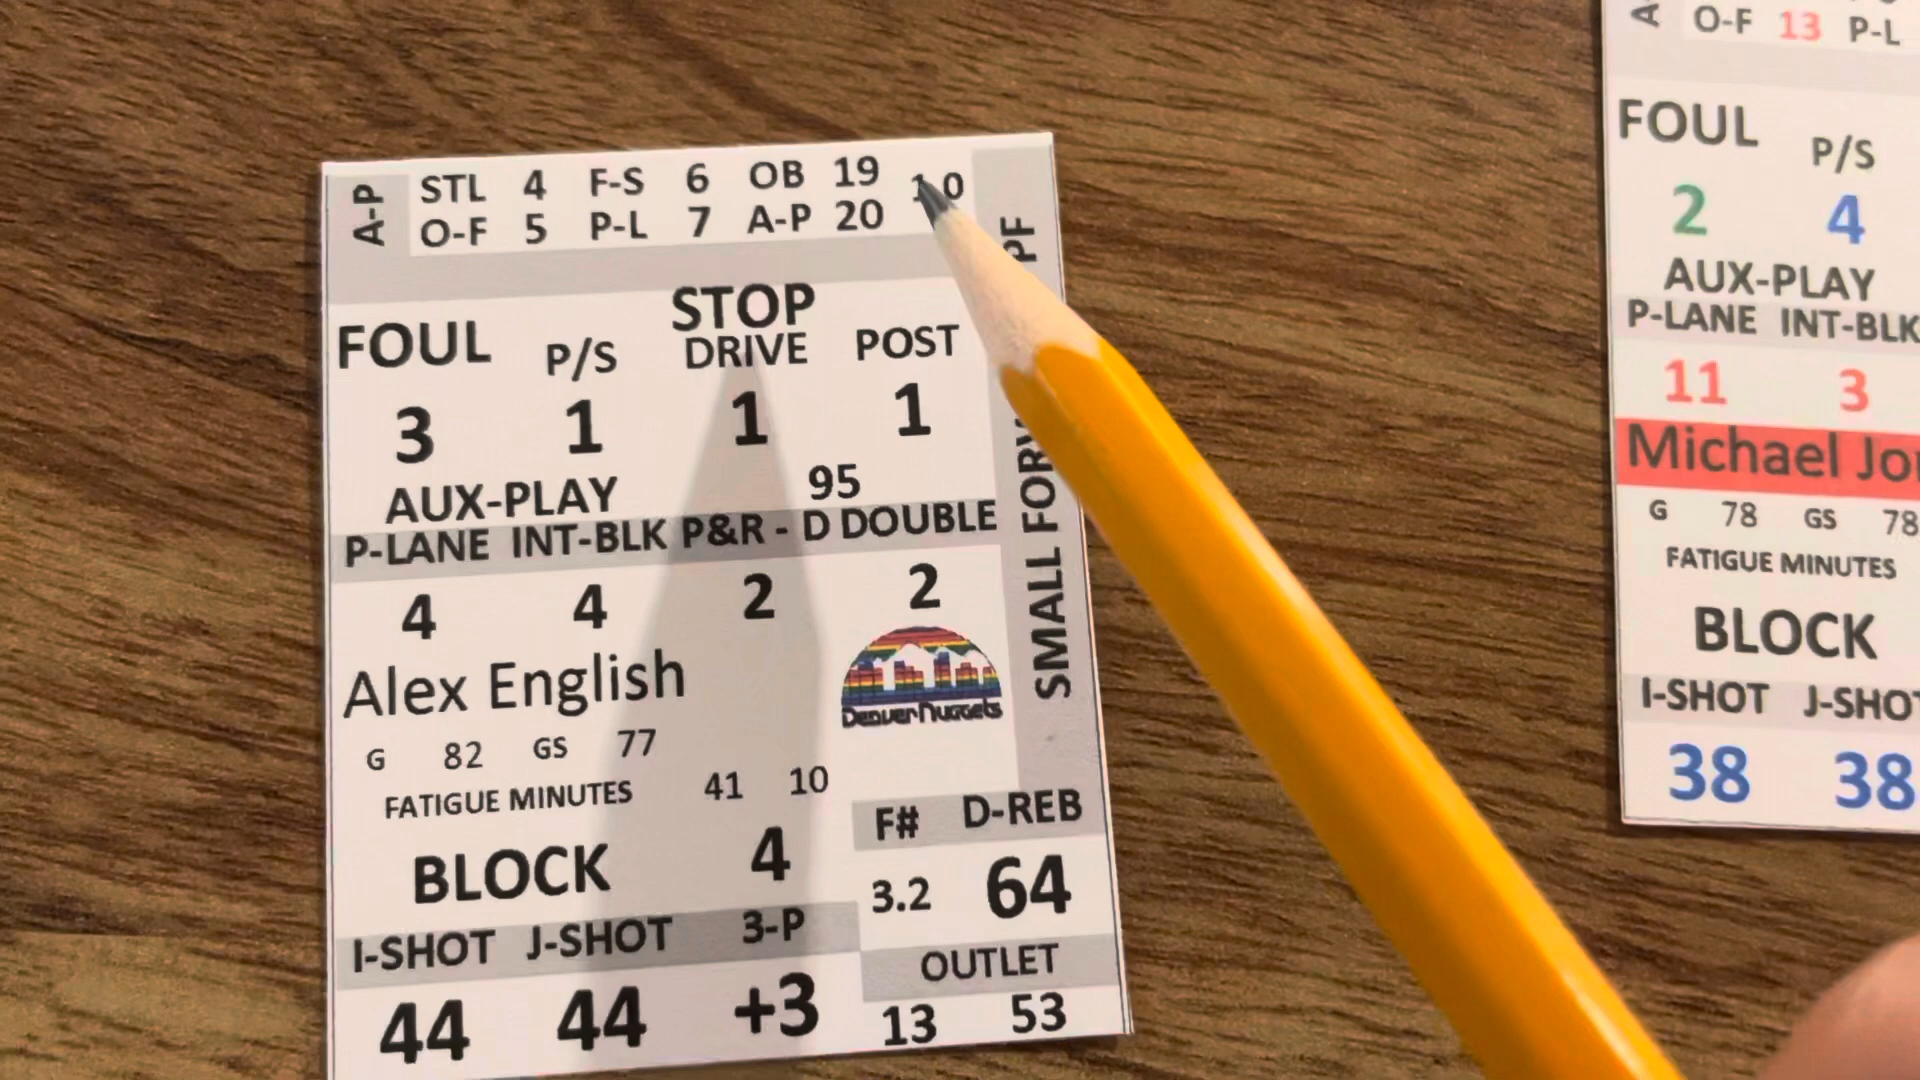 A-P STL 4 F-S 6 OB 19
O-F 5 P-L 7 A-P 20
PF
FOUL P/S STOP DRIVE POST
3 1 1 1
AUX-PLAY 95
P-LANE INT-BLK P&R - D DOUBLE
4 4 2 2
SMALL
Alex English
Denver Nuggets
G 82 GS 77
FATIGUE MINUTES 41 10
BLOCK 4
F# D-REB
3.2 64
I-SHOT J-SHOT 3-P
OUTLET
44 44 +3
13 53
O-F 13 P-L
FOUL P/S
2 4
AUX-PLAY
P-LANE INT-BLK
11 3
Michael
G 78 GS 78
FATIGUE MINUTES
BLOCK
I-SHOT
38 38